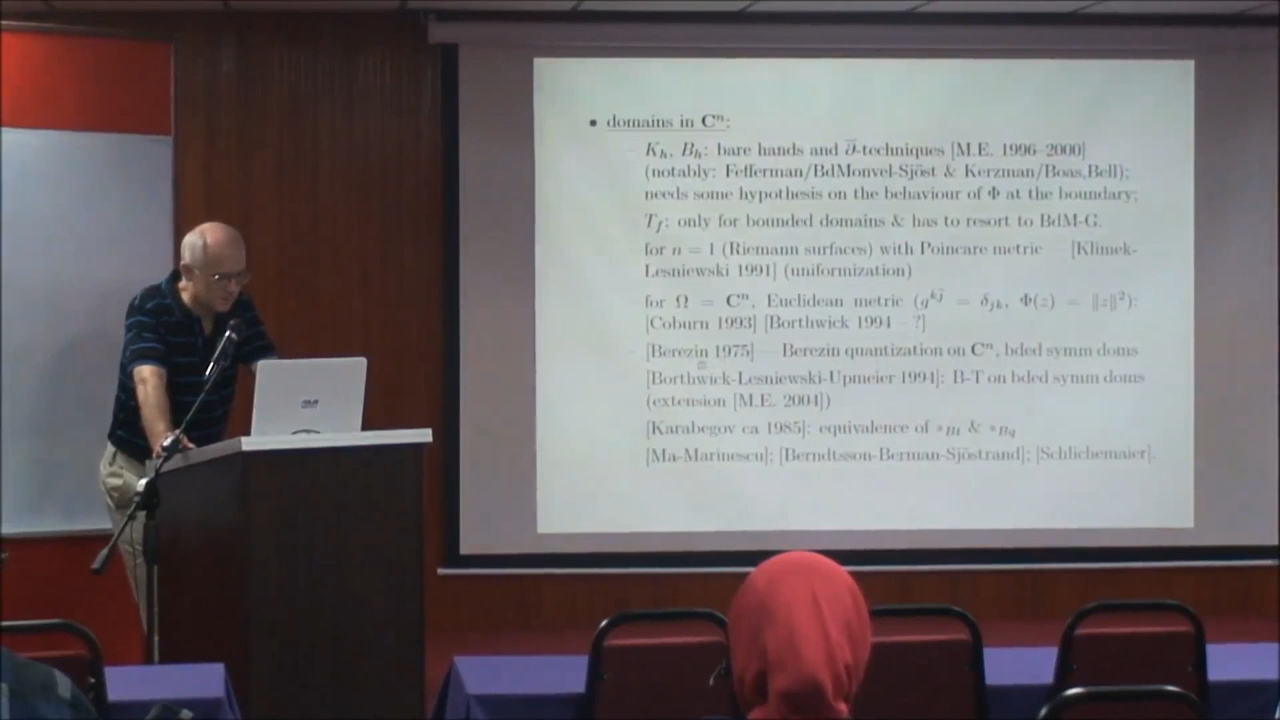 • domains in Cⁿ:
– K_h, B_h: bare hands and ∂̄-techniques [M.E. 1996–2000]
(notably: Fefferman/BdMonvel-Sjöst & Kerzman/Boas,Bell);
needs some hypothesis on the behaviour of Φ at the boundary;
T_f: only for bounded domains & has to resort to BdM-G.
for n = 1 (Riemann surfaces) with Poincare metric — [Klimek-
Lesniewski 1991] (uniformization)
for Ω = Cⁿ, Euclidean metric (g^{kj̄} = δ_{jk}, Φ(z) = ‖z‖²):
[Coburn 1993] [Borthwick 1994 – ?]
– [Berezin 1975] — Berezin quantization on Cⁿ, bded symm doms
[Borthwick-Lesniewski-Upmeier 1994]: B-T on bded symm doms
(extension [M.E. 2004])
[Karabegov ca 1985]: equivalence of *_{Bt} & *_{Bq}
[Ma-Marinescu]; [Berndtsson-Berman-Sjöstrand]; [Schlichemaier].